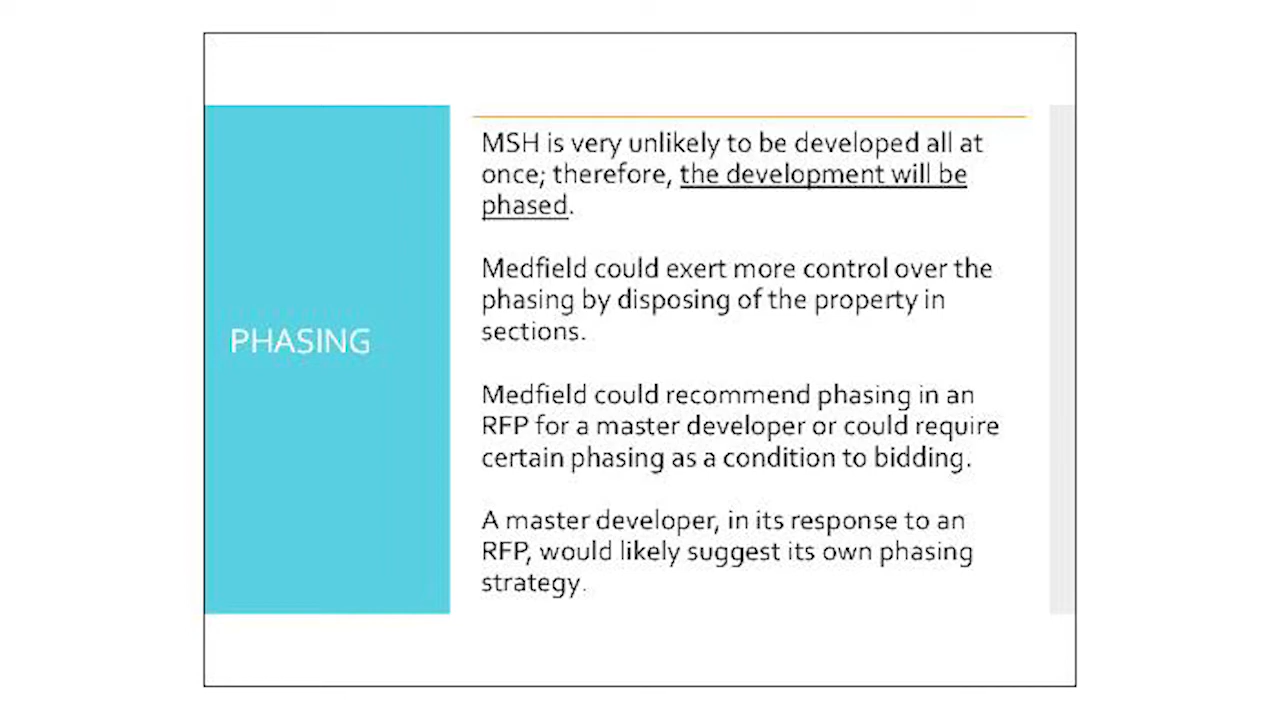 PHASING
MSH is very unlikely to be developed all at
once; therefore, the development will be
phased.
Medfield could exert more control over the
phasing by disposing of the property in
sections.
Medfield could recommend phasing in an
RFP for a master developer or could require
certain phasing as a condition to bidding.
A master developer, in its response to an
RFP, would likely suggest its own phasing
strategy.